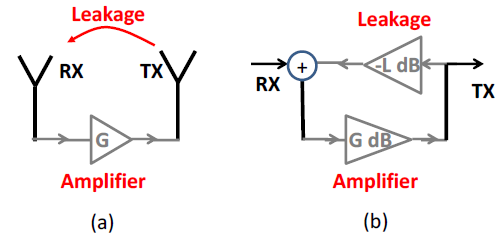 Leakage
RX
TX
G
Amplifier
(a)
Leakage
-L dB
+
RX
TX
G dB
Amplifier
(b)